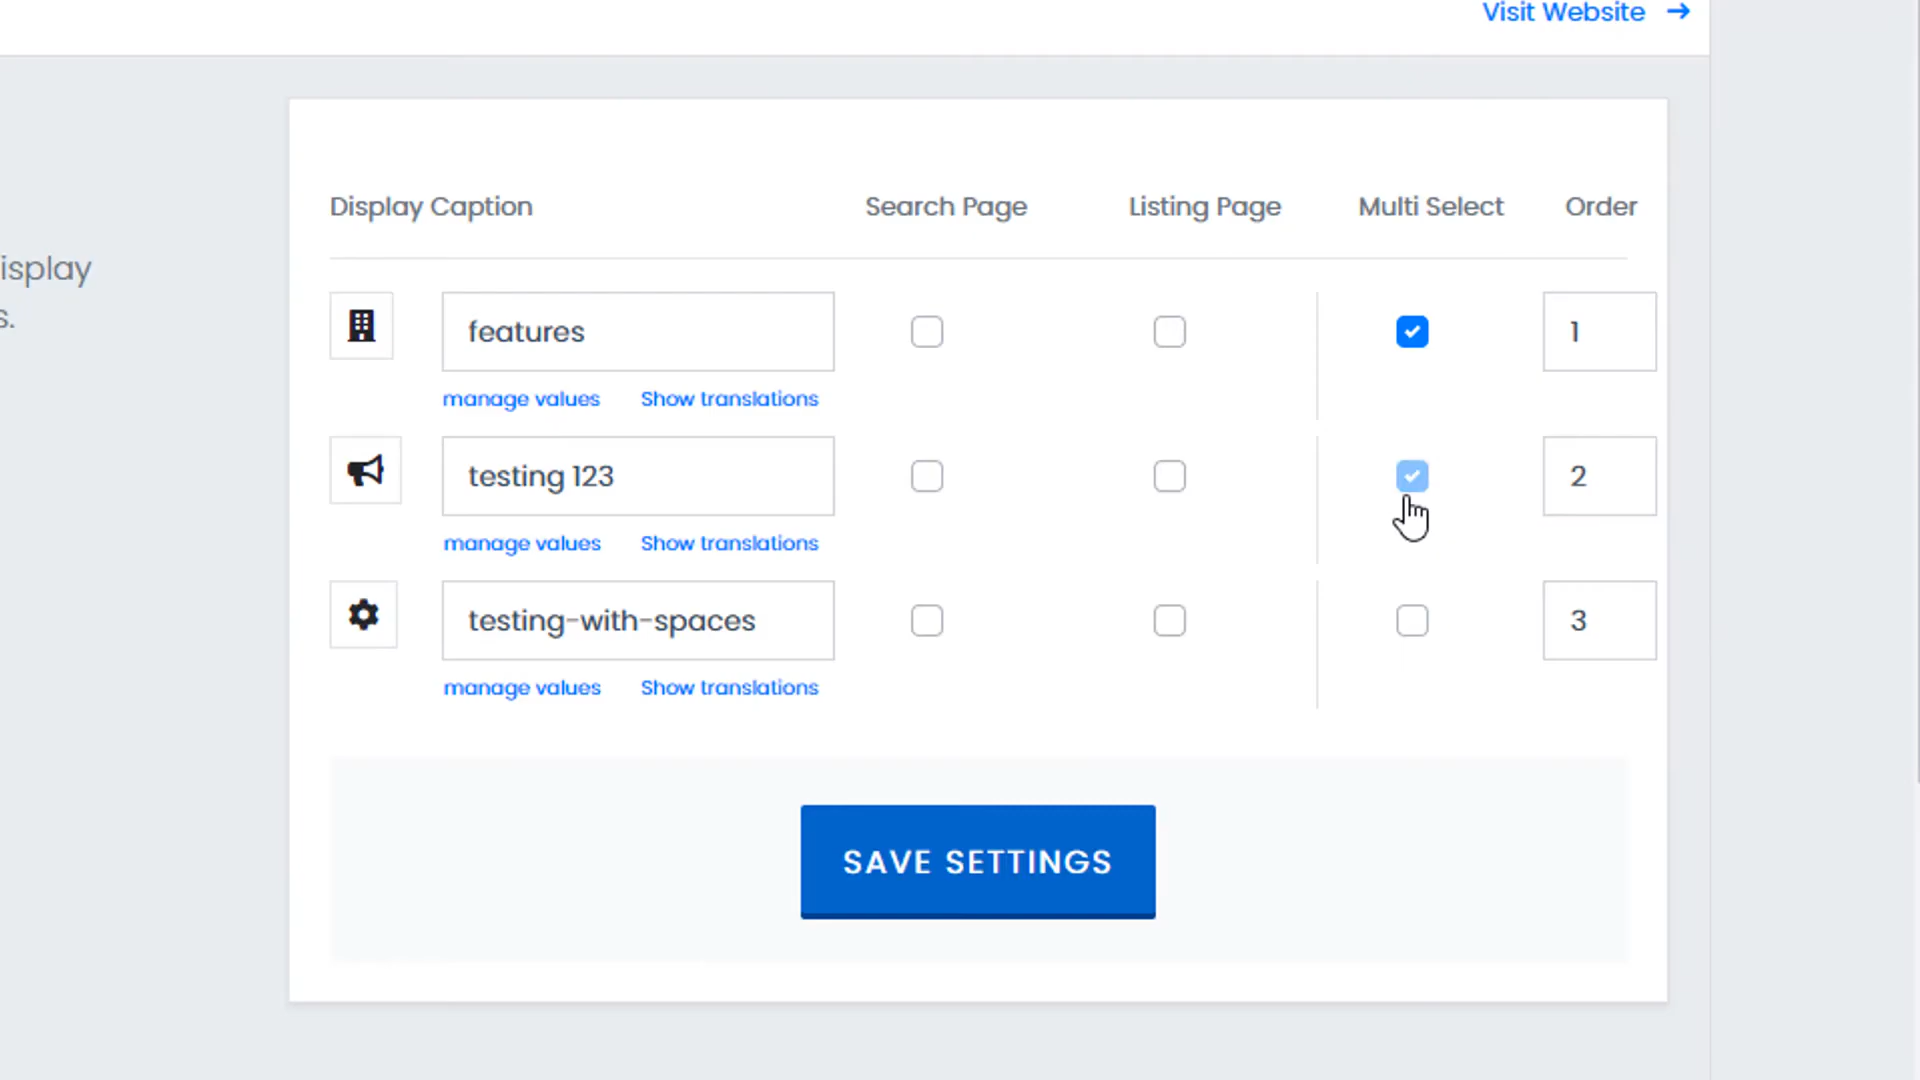 Visit Website
Display Caption Search Page Listing Page Multi Select Order
isplay
s.
features 1
manage values Show translations
testing 123 2
manage values Show translations
testing-with-spaces 3
manage values Show translations
SAVE SETTINGS